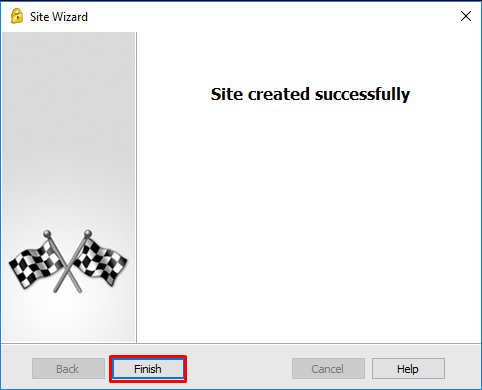 Site Wizard
Site created successfully
Back
Finish
Cancel
Help